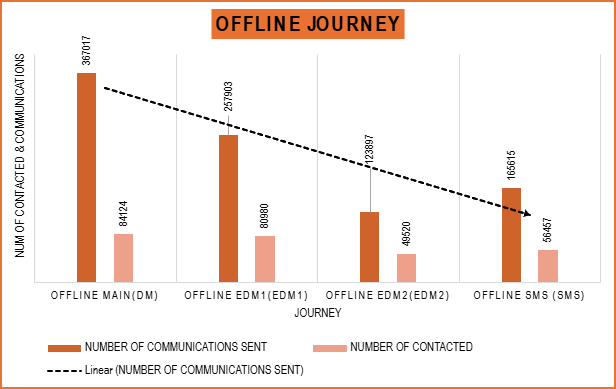 OFFLINE JOURNEY
NUM OF CONTACTED & COMMUNICATIONS
367017
84124
257903
80980
123897
49520
165615
56457
OFFLINE MAIN(DM)
OFFLINE EDM1(EDM1)
OFFLINE EDM2(EDM2)
OFFLINE SMS (SMS)
JOURNEY
NUMBER OF COMMUNICATIONS SENT
NUMBER OF CONTACTED
Linear (NUMBER OF COMMUNICATIONS SENT)